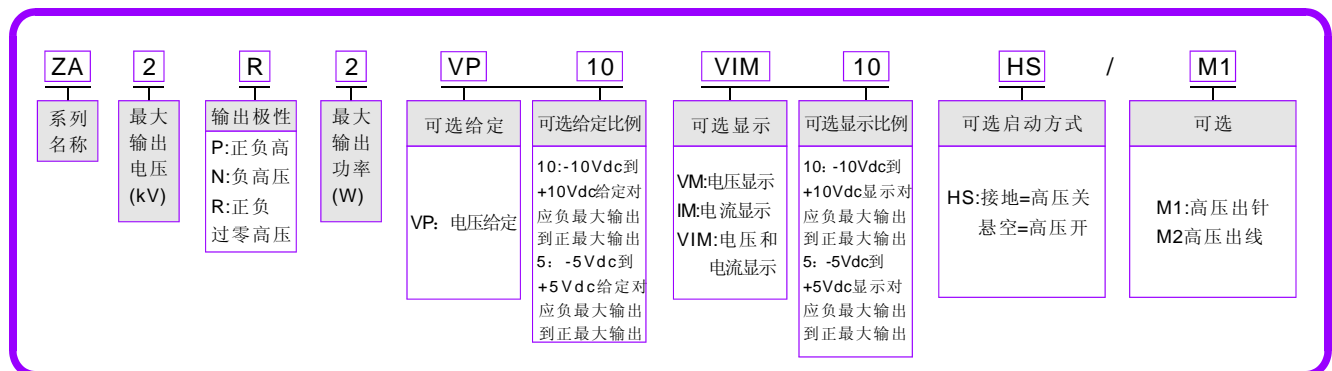 ZA 2 R 2 VP 10 VIM 10 HS / M1
系列
名称
最大
输出
电压
(kV)
输出极性
P:正负高
N:负高压
R:正负
过零高压
最大
输出
功率
(W)
可选给定
VP: 电压给定
可选给定比例
10:-10Vdc到
+10Vdc给定对
应负最大输出
到正最大输出
5: -5Vdc到
+5Vdc给定对
应负最大输出
到正最大输出
可选显示
VM:电压显示
IM:电流显示
VIM:电压和
电流显示
可选显示比例
10: -10Vdc到
+10Vdc显示对
应负最大输出
到正最大输出
5: -5Vdc到
+5Vdc显示对
应负最大输出
到正最大输出
可选启动方式
HS:接地=高压关
悬空=高压开
可选
M1:高压出针
M2高压出线